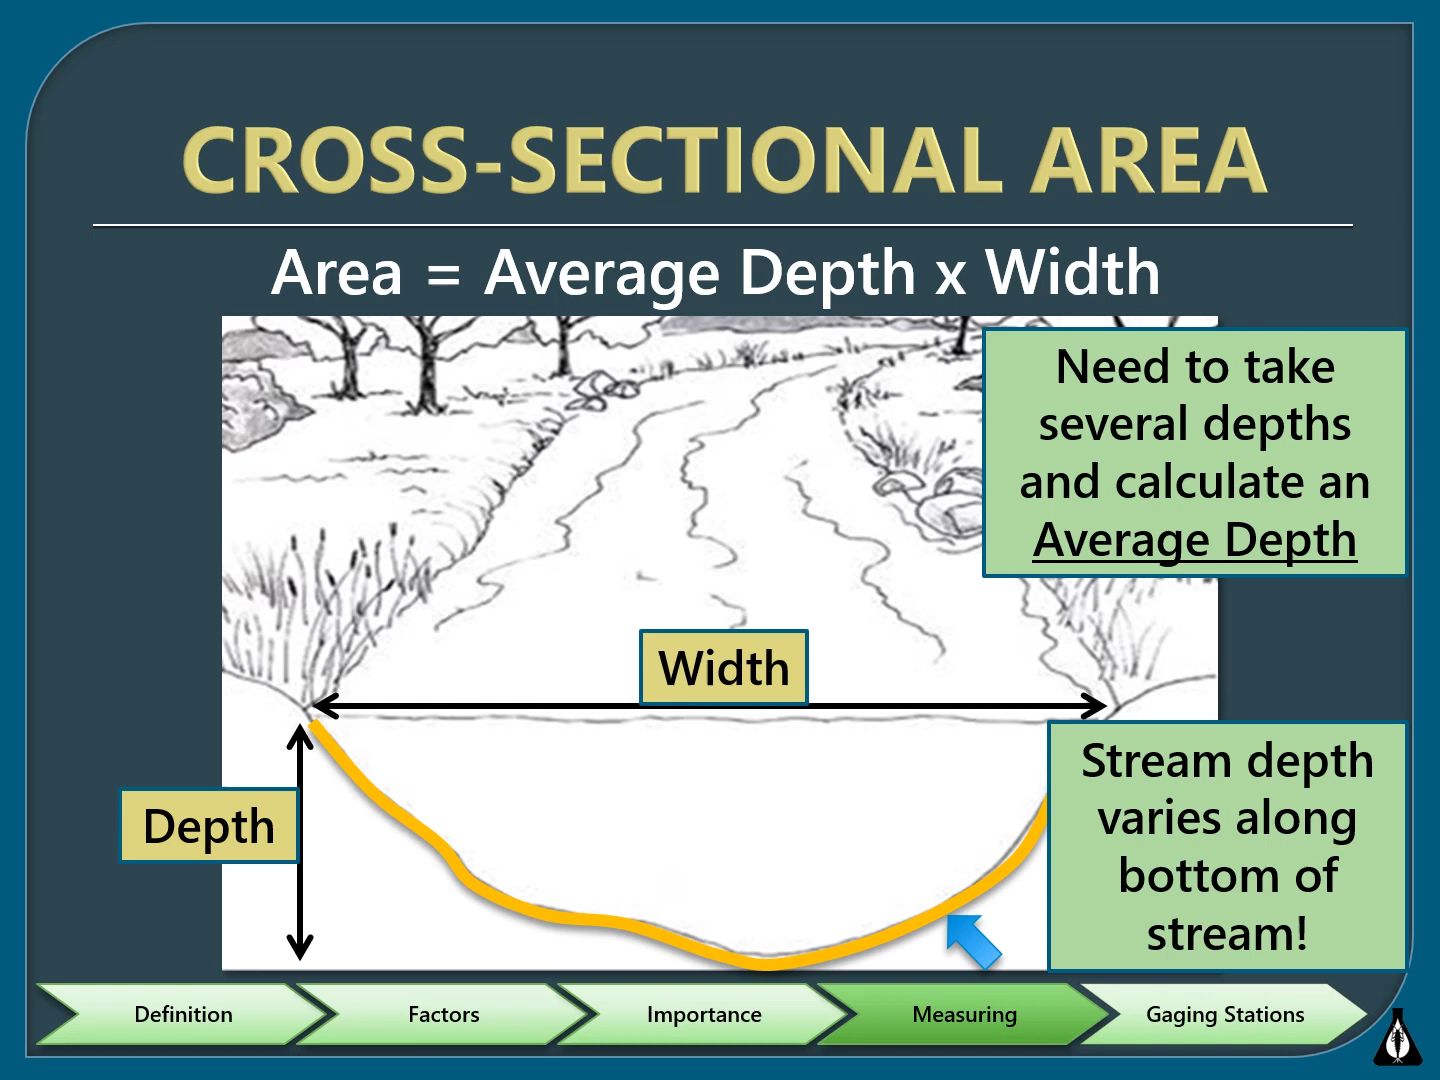 CROSS-SECTIONAL AREA
Area = Average Depth x Width
Need to take
several depths
and calculate an
Average Depth
Width
Depth
Stream depth
varies along
bottom of
stream!
Definition
Factors
Importance
Measuring
Gaging Stations